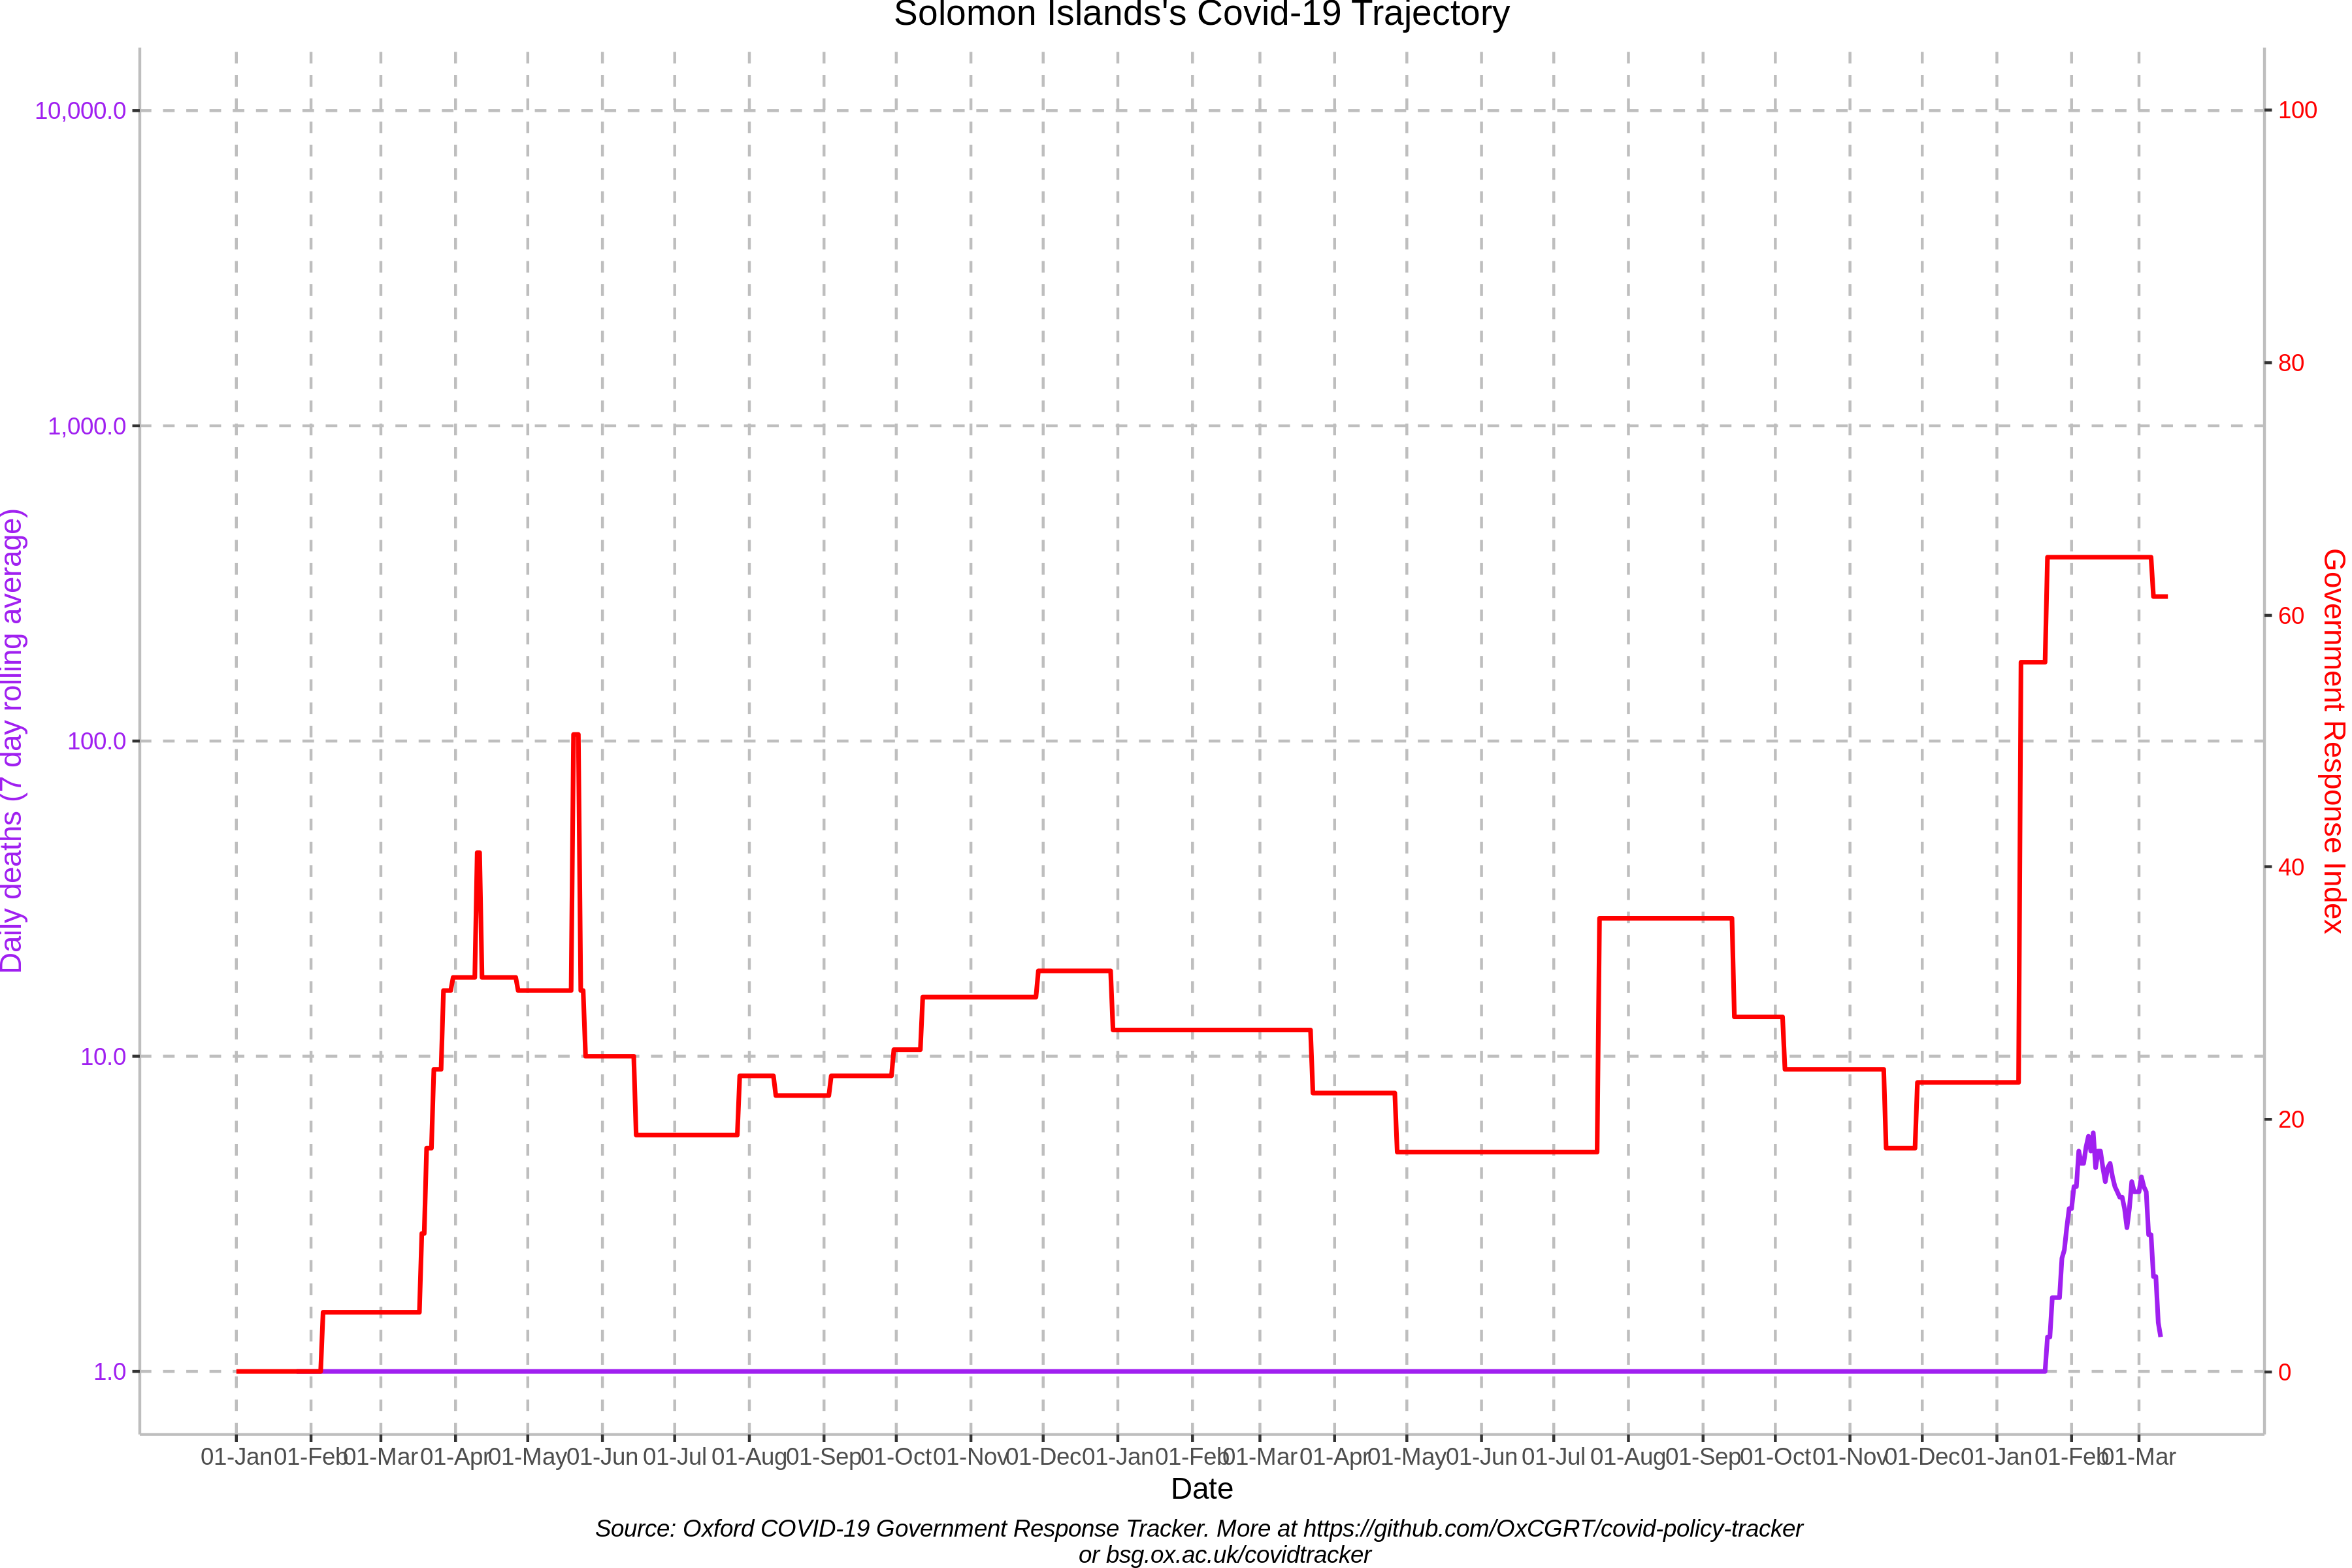 Solomon Islands's Covid-19 Trajectory
10,000.0
1,000.0
100.0
10.0
1.0
Daily deaths (7 day rolling average)
100
80
60
40
20
0
Government Response Index
01-Jan 01-Feb 01-Mar 01-Apr 01-May 01-Jun 01-Jul 01-Aug 01-Sep 01-Oct 01-Nov 01-Dec 01-Jan 01-Feb 01-Mar 01-Apr 01-May 01-Jun 01-Jul 01-Aug 01-Sep 01-Oct 01-Nov 01-Dec 01-Jan 01-Feb 01-Mar
Date
Source: Oxford COVID-19 Government Response Tracker. More at https://github.com/OxCGRT/covid-policy-tracker
or bsg.ox.ac.uk/covidtracker